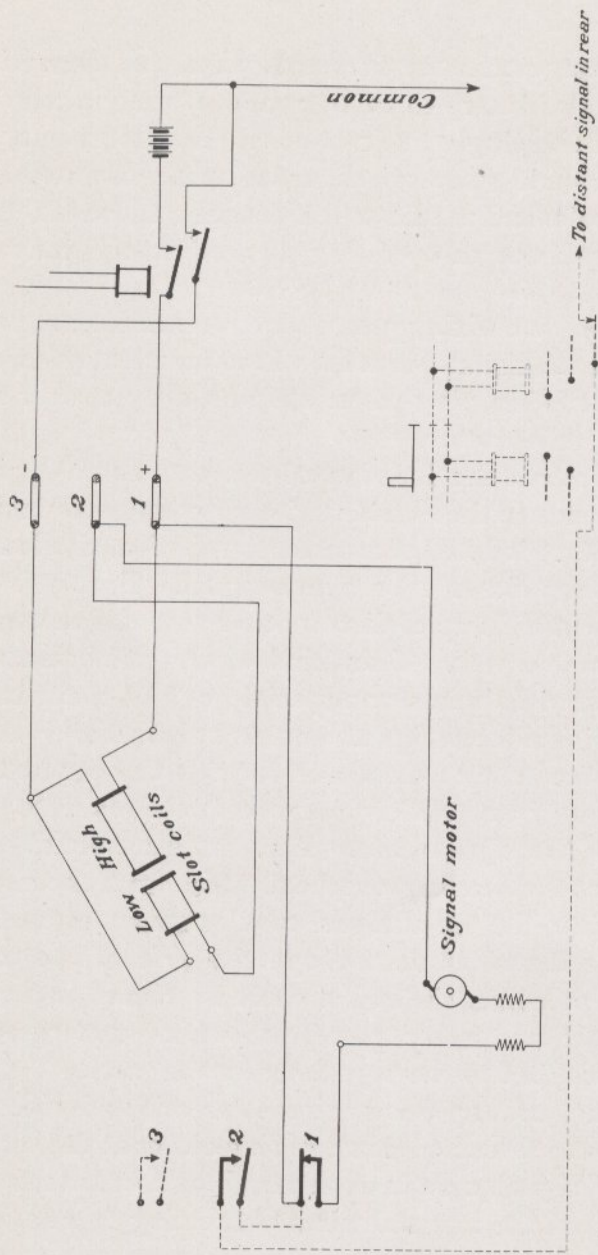 Common
To distant signal in rear
3 -
2
1 +
High
Low
Slot coils
Signal motor
3
2
1